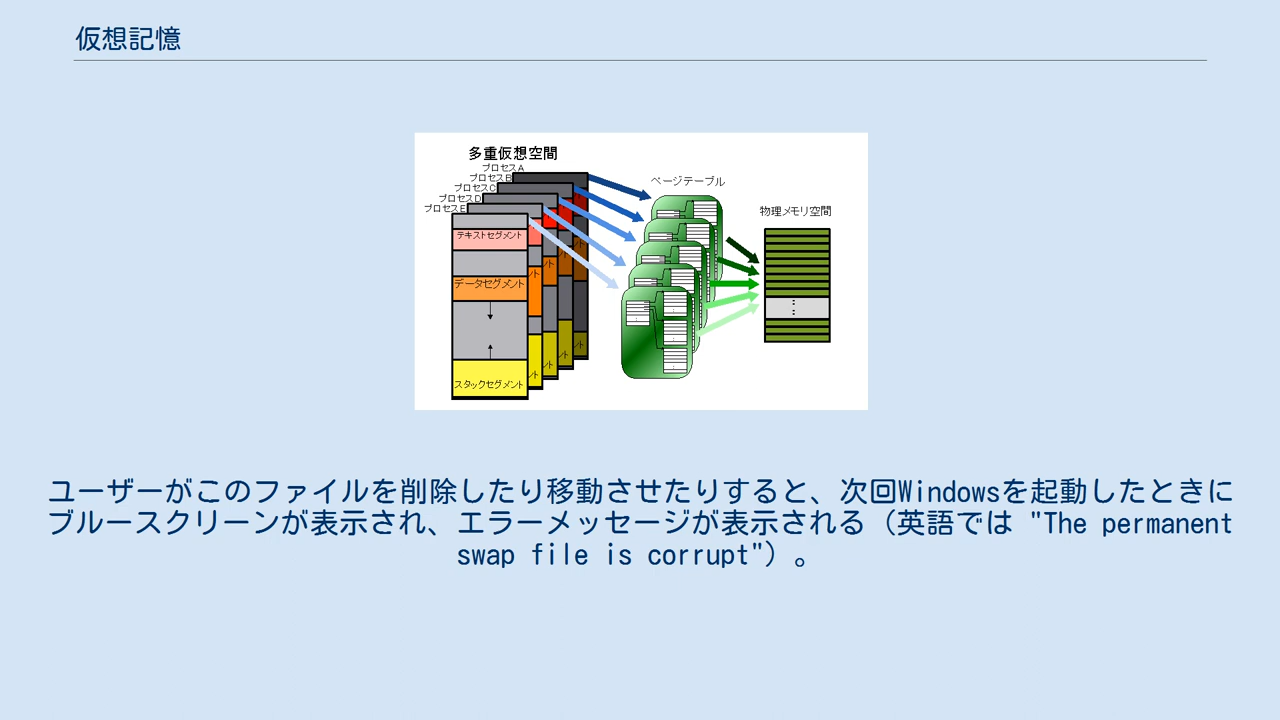 仮想記憶
多重仮想空間
プロセスA
プロセスB
プロセスC
プロセスD
プロセスE
ページテーブル
物理メモリ空間
テキストセグメント
データセグメント
スタックセグメント
ユーザーがこのファイルを削除したり移動させたりすると、次回Windowsを起動したときに
ブルースクリーンが表示され、エラーメッセージが表示される（英語では "The permanent
swap file is corrupt"）。